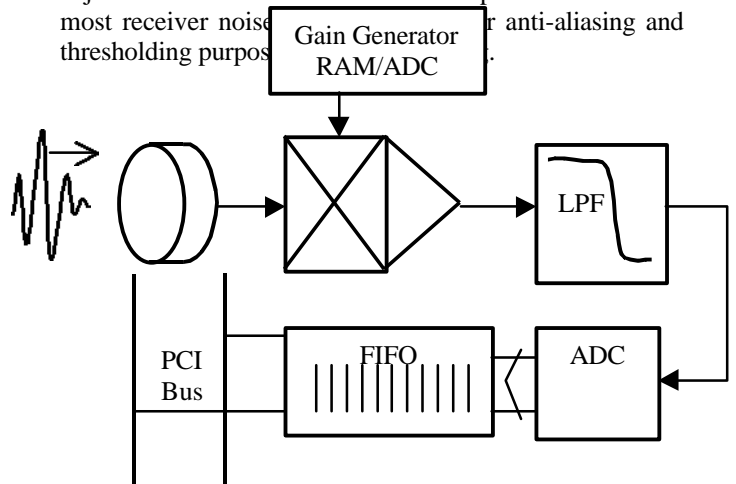 most receiver noise r anti-aliasing and
thresholding purpos g.
Gain Generator
RAM/ADC
LPF
PCI
Bus
FIFO
ADC